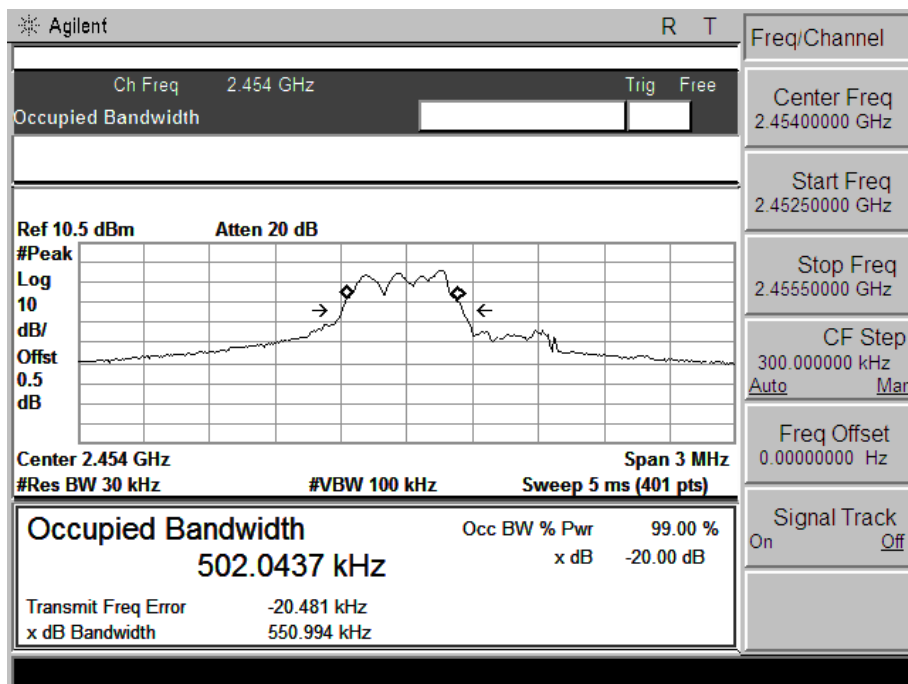 Agilent R T
Freq/Channel
Ch Freq 2.454 GHz Trig Free
Occupied Bandwidth
Center Freq
2.45400000 GHz
Start Freq
2.45250000 GHz
Stop Freq
2.45550000 GHz
CF Step
300.000000 kHz
Auto Man
Freq Offset
0.00000000 Hz
Signal Track
On Off
Ref 10.5 dBm Atten 20 dB
#Peak
Log
10
dB/
Offst
0.5
dB
Center 2.454 GHz Span 3 MHz
#Res BW 30 kHz #VBW 100 kHz Sweep 5 ms (401 pts)
Occupied Bandwidth
502.0437 kHz
Occ BW % Pwr 99.00 %
x dB -20.00 dB
Transmit Freq Error -20.481 kHz
x dB Bandwidth 550.994 kHz